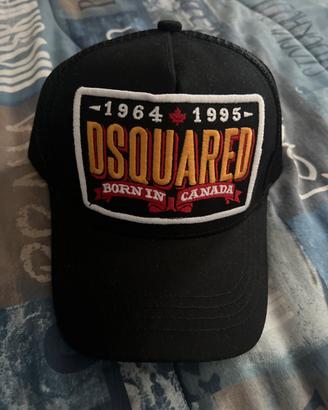 1964 1995
DSQUARED
BORN IN CANADA